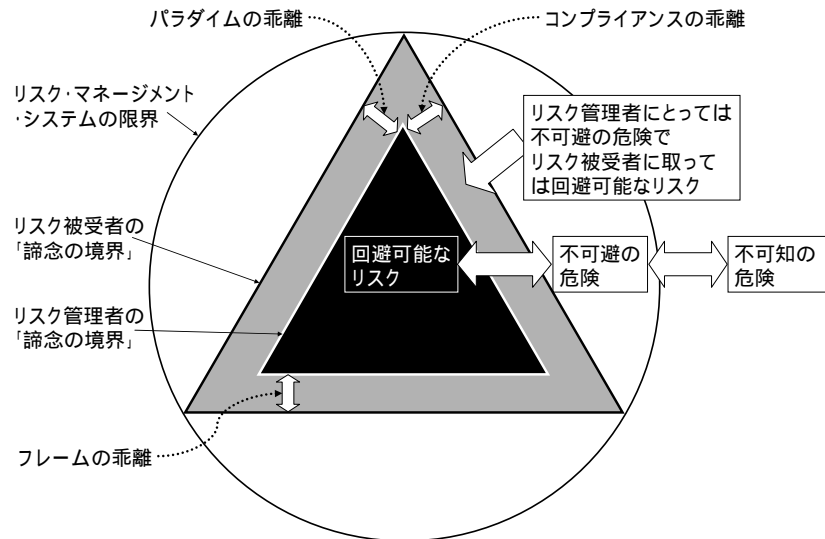 パラダイムの乖離
コンプライアンスの乖離
リスク・マネージメント
・システムの限界
リスク管理者にとっては
不可避の危険で
リスク被受者に取って
は回避可能なリスク
リスク被受者の
「諦念の境界」
回避可能な
リスク
不可避の
危険
不可知の
危険
リスク管理者の
「諦念の境界」
フレームの乖離